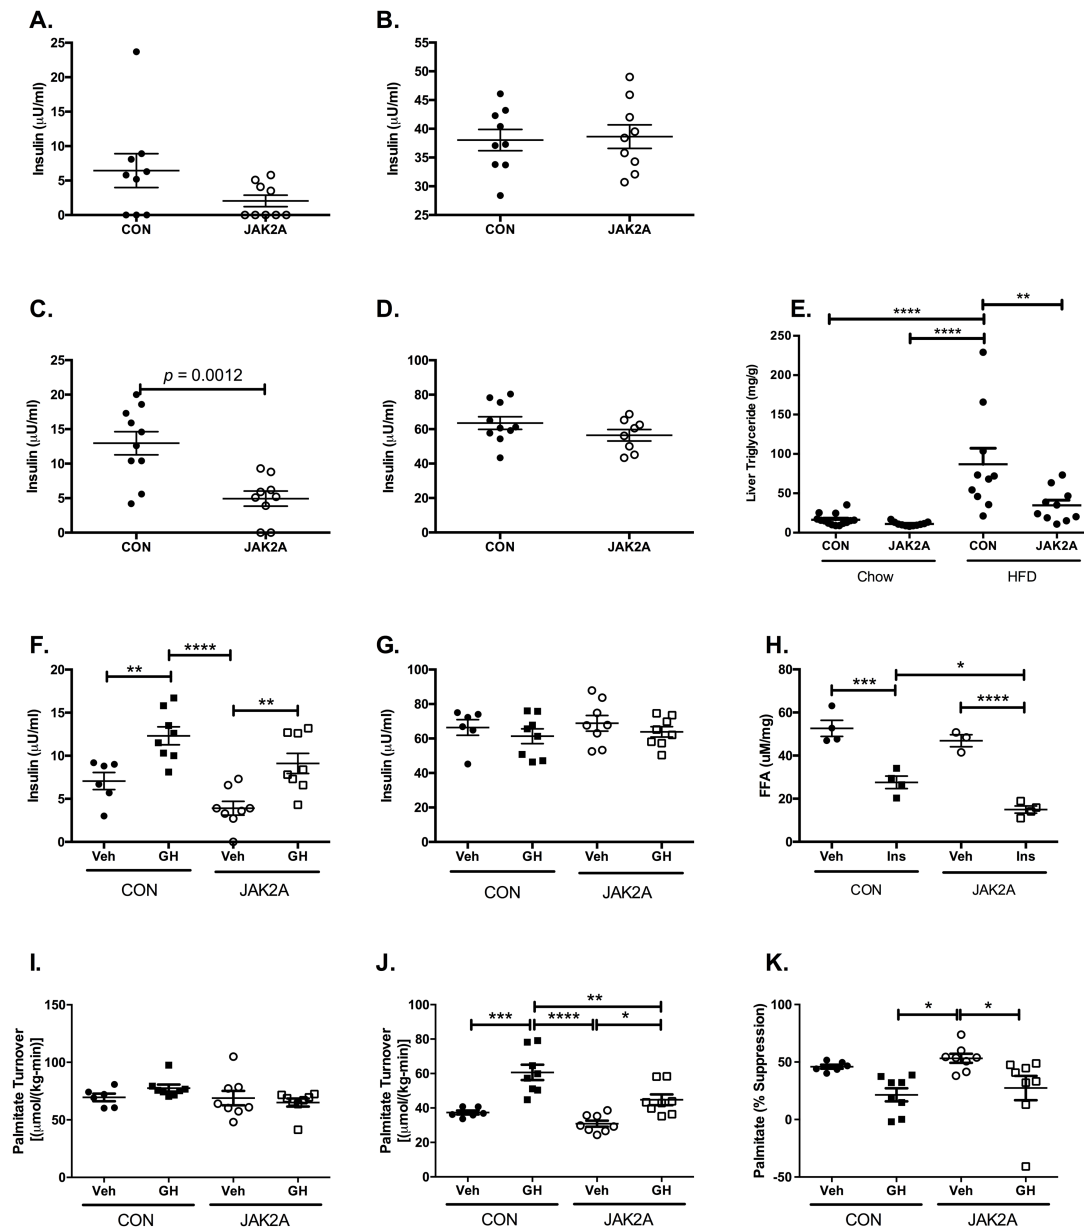 A.
25
20
15
10
5
0
Insulin (μU/ml)
CON JAK2A
B.
55
50
45
40
35
30
25
Insulin (μU/ml)
CON JAK2A
C.
25
20
15
10
5
0
Insulin (μU/ml)
p = 0.0012
CON JAK2A
D.
100
80
60
40
20
0
Insulin (μU/ml)
CON JAK2A
E.
**
****
****
250
200
150
100
50
0
Liver Triglyceride (mg/g)
CON JAK2A CON JAK2A
Chow HFD
F.
****
**
**
20
15
10
5
0
Insulin (μU/ml)
Veh GH Veh GH
CON JAK2A
G.
100
80
60
40
20
0
Insulin (μU/ml)
Veh GH Veh GH
CON JAK2A
H.
*
***
****
80
60
40
20
0
FFA (uM/mg)
Veh Ins Veh Ins
CON JAK2A
I.
150
100
50
0
Palmitate Turnover
[(μmol/(kg-min)]
Veh GH Veh GH
CON JAK2A
J.
**
*** **** *
100
80
60
40
20
0
Palmitate Turnover
[(μmol/(kg-min)]
Veh GH Veh GH
CON JAK2A
K.
* *
100
50
0
-50
Palmitate (% Suppression)
Veh GH Veh GH
CON JAK2A